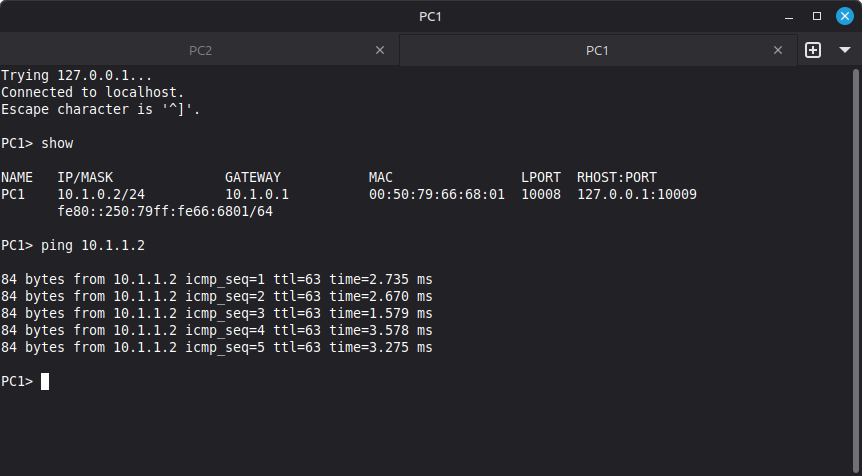 PC1
PC2
PC1
Trying 127.0.0.1...
Connected to localhost.
Escape character is '^]'.
PC1> show
NAME   IP/MASK              GATEWAY           MAC                LPORT  RHOST:PORT
PC1    10.1.0.2/24          10.1.0.1          00:50:79:66:68:01  10008  127.0.0.1:10009
       fe80::250:79ff:fe66:6801/64
PC1> ping 10.1.1.2
84 bytes from 10.1.1.2 icmp_seq=1 ttl=63 time=2.735 ms
84 bytes from 10.1.1.2 icmp_seq=2 ttl=63 time=2.670 ms
84 bytes from 10.1.1.2 icmp_seq=3 ttl=63 time=1.579 ms
84 bytes from 10.1.1.2 icmp_seq=4 ttl=63 time=3.578 ms
84 bytes from 10.1.1.2 icmp_seq=5 ttl=63 time=3.275 ms
PC1>